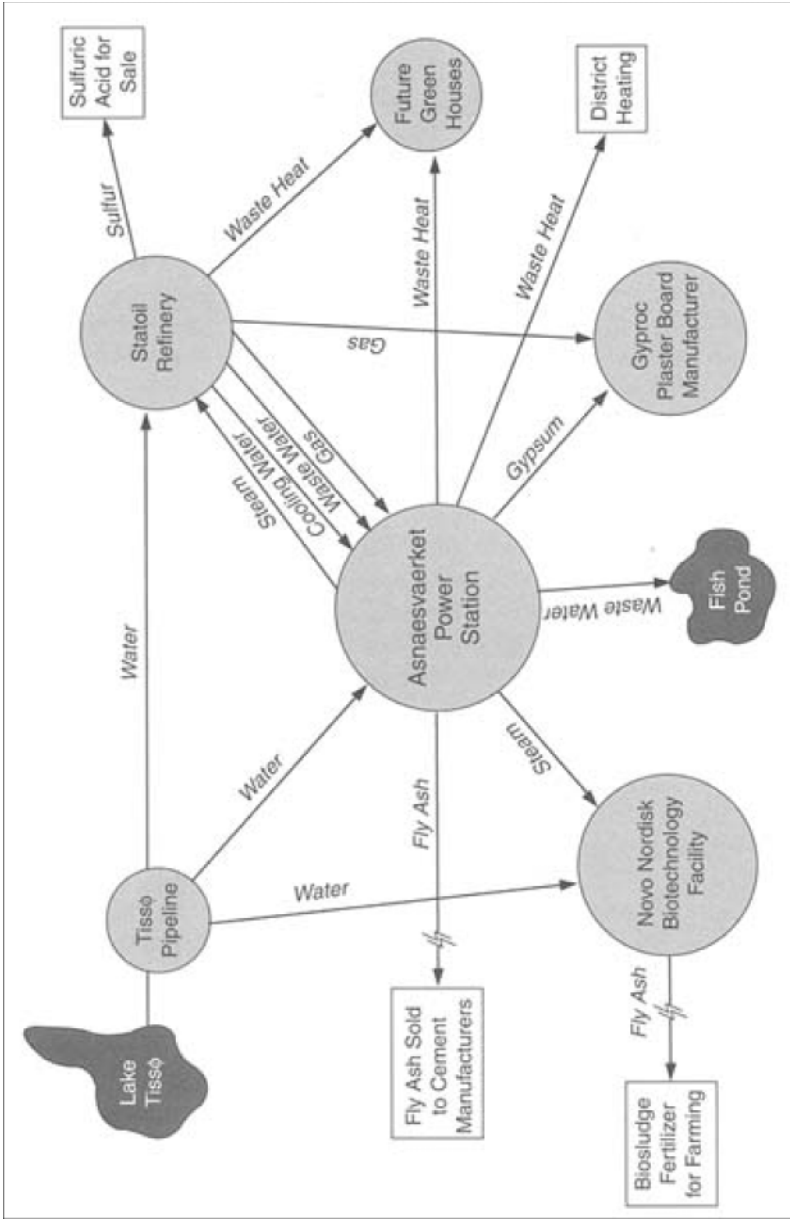 Lake
Tissϕ
Tissϕ
Pipeline
Water
Statoil
Refinery
Sulfur
Sulfuric
Acid for
Sale
Water
Water
Steam
Cooling Water
Waste Water
Gas
Waste Heat
Future
Green
Houses
Fly Ash Sold
to Cement
Manufacturers
Fly Ash
Asnaesvaerket
Power
Station
Waste Heat
Gas
Waste Heat
District
Heating
Steam
Waste Water
Gypsum
Biosludge
Fertilizer
for Farming
Fly Ash
Novo Nordisk
Biotechnology
Facility
Fish
Pond
Gyproc
Plaster Board
Manufacturer